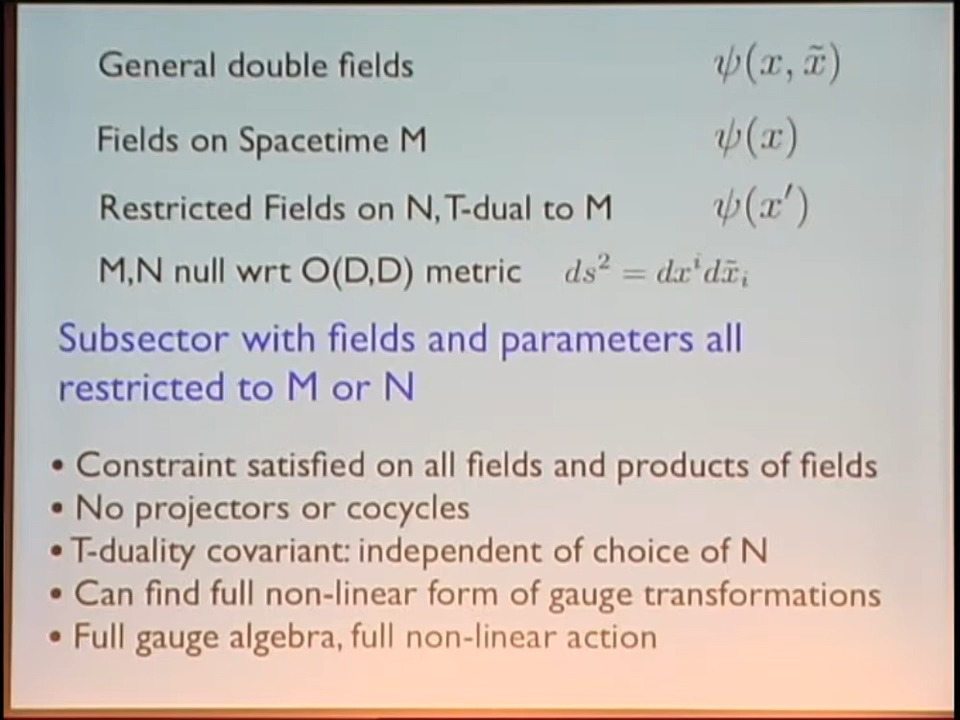 General double fields ψ(x, x̃)
Fields on Spacetime M ψ(x)
Restricted Fields on N, T-dual to M ψ(x′)
M,N null wrt O(D,D) metric ds² = dxⁱdx̃ᵢ
Subsector with fields and parameters all
restricted to M or N
• Constraint satisfied on all fields and products of fields
• No projectors or cocycles
• T-duality covariant: independent of choice of N
• Can find full non-linear form of gauge transformations
• Full gauge algebra, full non-linear action